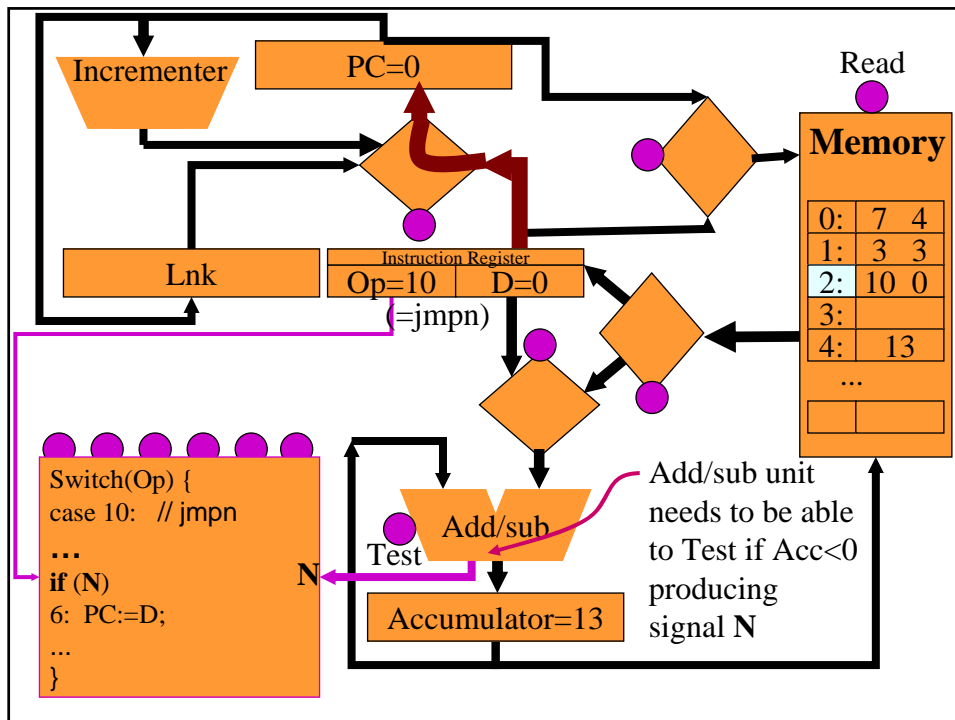 Incrementer
PC=0
Read
Memory
0: 7 4
1: 3 3
2: 10 0
3:
4: 13
...
Lnk
Instruction Register
Op=10 D=0
(=jmpn)
Switch(Op) {
case 10: // jmpn
...
if (N)
6: PC:=D;
...
}
N
Test
Add/sub
Accumulator=13
Add/sub unit
needs to be able
to Test if Acc<0
producing
signal N